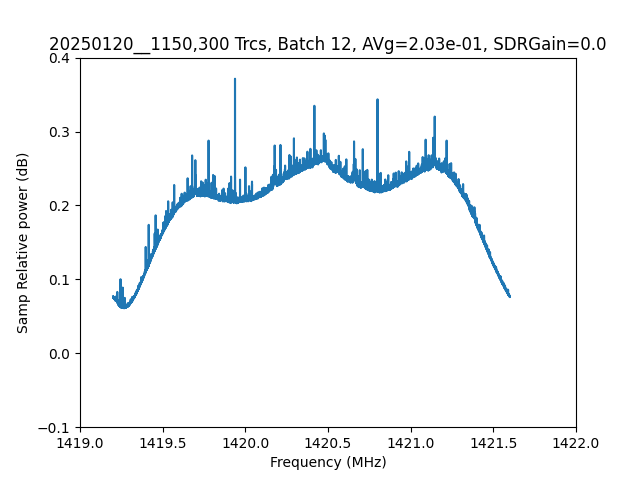 20250120__1150,300 Trcs, Batch 12, AVg=2.03e-01, SDRGain=0.0
0.4
0.3
0.2
0.1
0.0
−0.1
Samp Relative power (dB)
1419.0 1419.5 1420.0 1420.5 1421.0 1421.5 1422.0
Frequency (MHz)